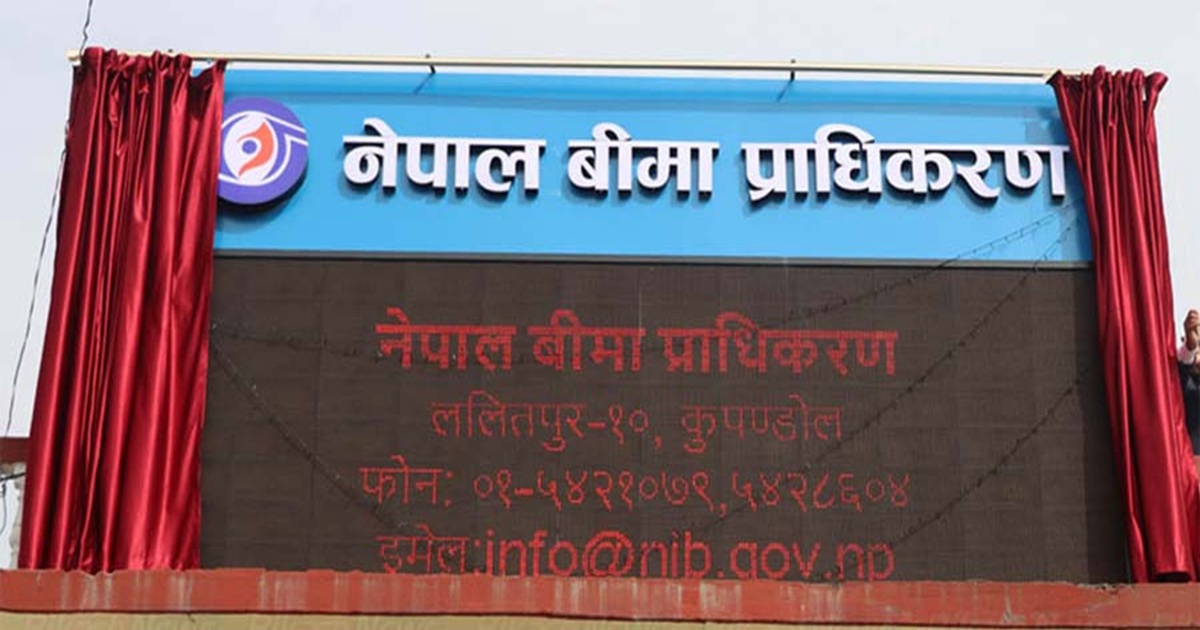 नेपाल बीमा प्राधिकरण
नेपाल बीमा प्राधिकरण
ललितपुर-१०, कुपण्डोल
फोन: ०१-५४२१०७९,५४२८६०४
इमेल:info@nib.gov.np